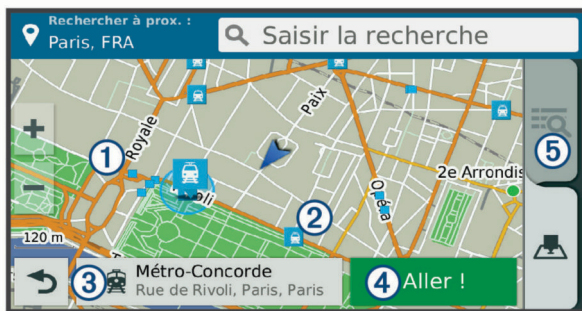 Rechercher à prox. :
Paris, FRA
Saisir la recherche
Royale
Paix
Opéra
2e Arrondis
120 m
1
2
3
4
5
Métro-Concorde
Rue de Rivoli, Paris, Paris
Aller !